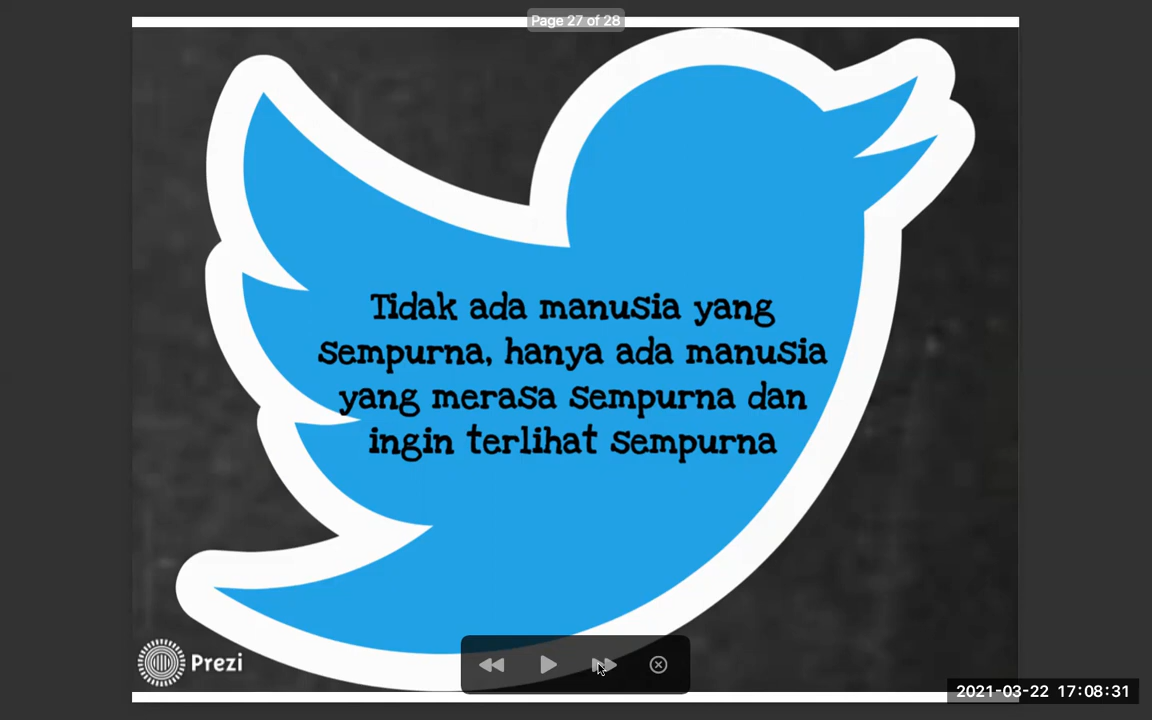 Page 27 of 28
Tidak ada manusia yang
sempurna, hanya ada manusia
yang merasa sempurna dan
ingin terlihat sempurna
Prezi
2021-03-22 17:08:31